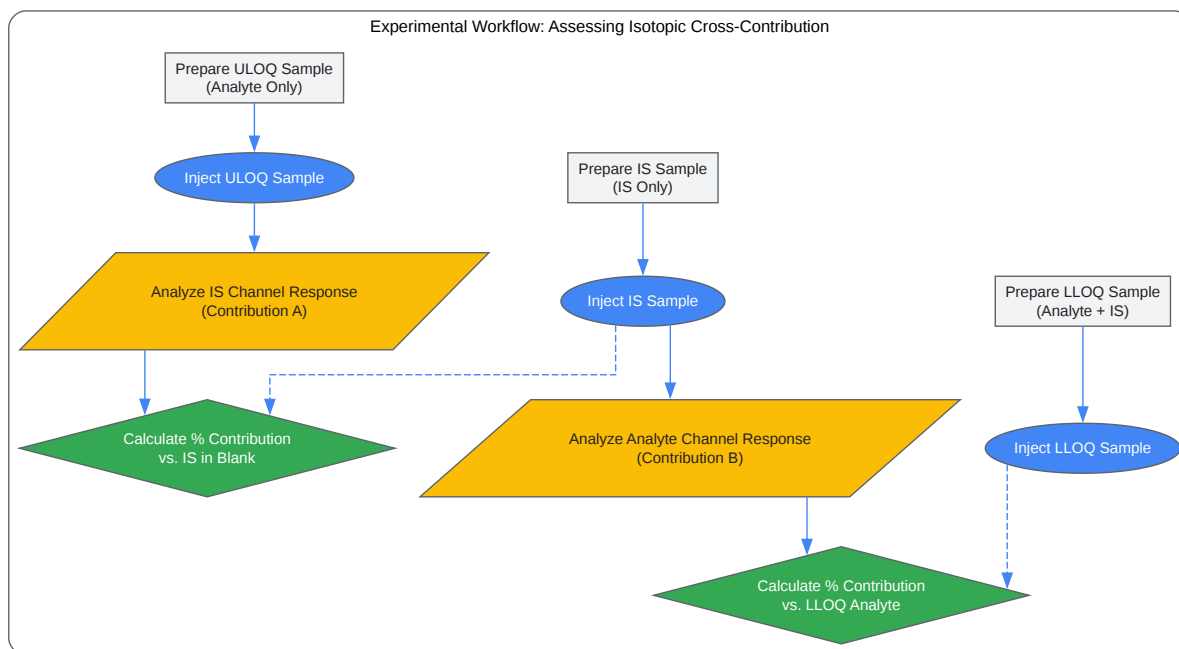 Experimental Workflow: Assessing Isotopic Cross-Contribution
Prepare ULOQ Sample
(Analyte Only)
Inject ULOQ Sample
Analyze IS Channel Response
(Contribution A)
Calculate % Contribution
vs. IS in Blank
Prepare IS Sample
(IS Only)
Inject IS Sample
Analyze Analyte Channel Response
(Contribution B)
Calculate % Contribution
vs. LLOQ Analyte
Prepare LLOQ Sample
(Analyte + IS)
Inject LLOQ Sample